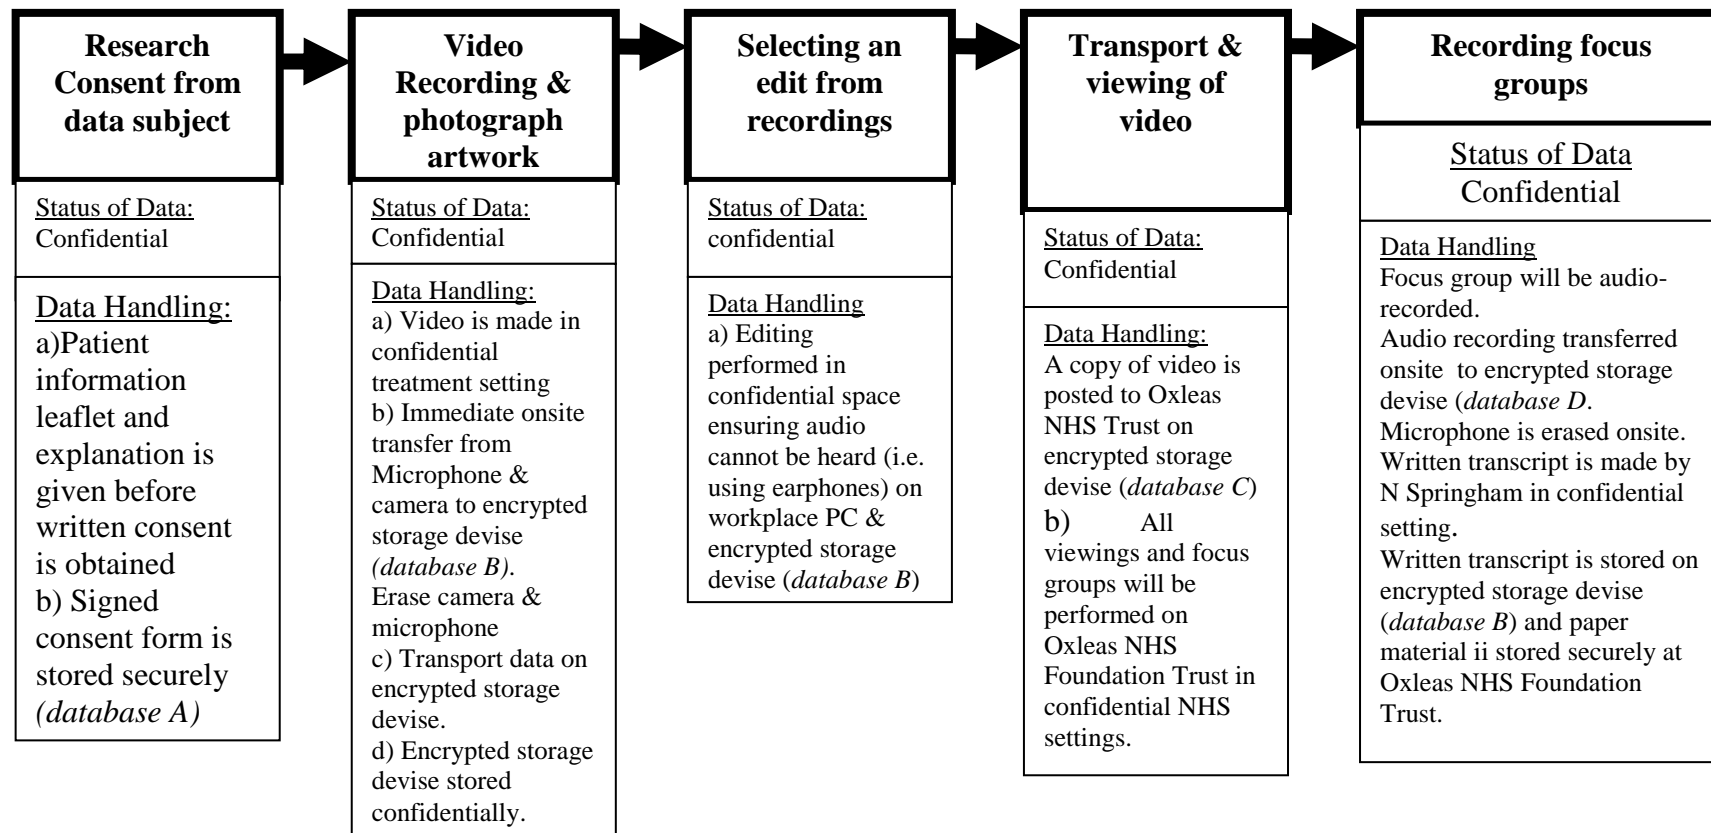 Research
Consent from
data subject
Status of Data:
Confidential
Data Handling:
a)Patient
information
leaflet and
explanation is
given before
written consent
is obtained
b) Signed
consent form is
stored securely
(database A)
Video
Recording &
photograph
artwork
Status of Data:
Confidential
Data Handling:
a) Video is made in
confidential
treatment setting
b) Immediate onsite
transfer from
Microphone &
camera to encrypted
storage devise
(database B).
Erase camera &
microphone
c) Transport data on
encrypted storage
devise.
d) Encrypted storage
devise stored
confidentially.
Selecting an
edit from
recordings
Status of Data:
confidential
Data Handling
a) Editing
performed in
confidential space
ensuring audio
cannot be heard (i.e.
using earphones) on
workplace PC &
encrypted storage
devise (database B)
Transport &
viewing of
video
Status of Data:
Confidential
Data Handling:
A copy of video is
posted to Oxleas
NHS Trust on
encrypted storage
devise (database C)
b) All
viewings and focus
groups will be
performed on
Oxleas NHS
Foundation Trust in
confidential NHS
settings.
Recording focus
groups
Status of Data
Confidential
Data Handling
Focus group will be audio-
recorded.
Audio recording transferred
onsite to encrypted storage
devise (database D.
Microphone is erased onsite.
Written transcript is made by
N Springham in confidential
setting.
Written transcript is stored on
encrypted storage devise
(database B) and paper
material ii stored securely at
Oxleas NHS Foundation
Trust.